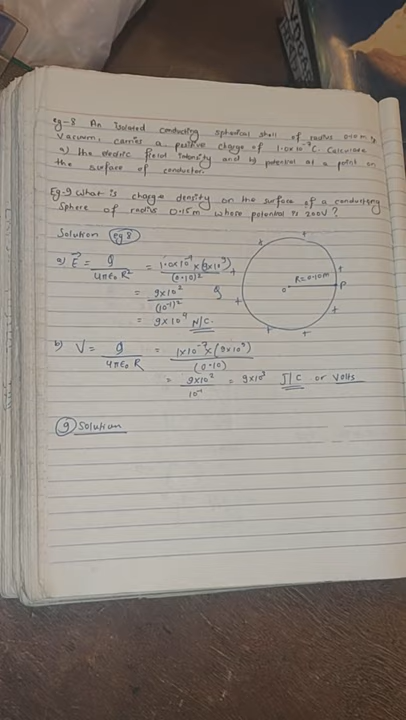 eg-8 An Isolated conducting spherical shell of radius 0.10 m in
vacuum, carries a positive charge of 1.0×10⁻⁷C. Calculate
a) the electric field intensity and b) potential at a point on
the surface of conductor.
Eg-9 What is charge density on the surface of a conducting
sphere of radius 0.15m whose potential is 200V?
Solution eg 8
a) E⃗ = q / 4πε₀R² = 1.0×10⁻⁷×(9×10⁹) / (0.10)²
= 9×10² / (10⁻¹)²
= 9×10⁴ N/C.
+ + + + + + + + +
Q
R=0.10m
O P
b) V = q / 4πε₀ R = 1×10⁻⁷×(9×10⁹) / (0.10)
= 9×10² / 10⁻¹ = 9×10³ J/C or Volts
9 Solution